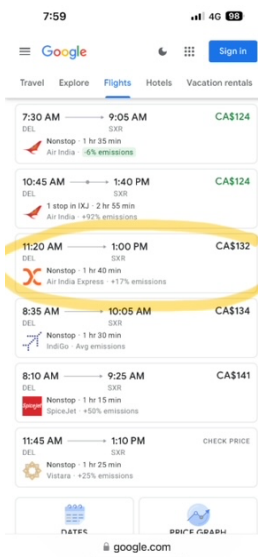 7:59
4G 98
Google
Sign in
Travel Explore Flights Hotels Vacation rentals
7:30 AM 9:05 AM CA$124
DEL SXR
Nonstop · 1 hr 35 min
Air India · -6% emissions
10:45 AM 1:40 PM CA$124
DEL SXR
1 stop in IXJ · 2 hr 55 min
Air India · +92% emissions
11:20 AM 1:00 PM CA$132
DEL SXR
Nonstop · 1 hr 40 min
Air India Express · +17% emissions
8:35 AM 10:05 AM CA$134
DEL SXR
Nonstop · 1 hr 30 min
IndiGo · Avg emissions
8:10 AM 9:25 AM CA$141
DEL SXR
Nonstop · 1 hr 15 min
SpiceJet · +50% emissions
11:45 AM 1:10 PM CHECK PRICE
DEL SXR
Nonstop · 1 hr 25 min
Vistara · +25% emissions
DATES PRICE GRAPH
google.com